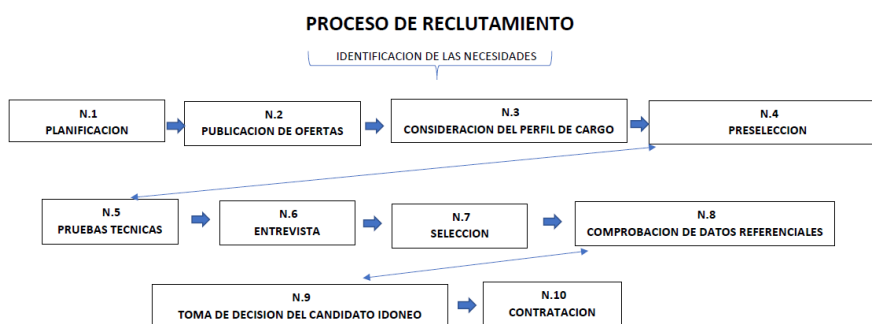 PROCESO DE RECLUTAMIENTO
IDENTIFICACION DE LAS NECESIDADES
N.1
PLANIFICACION
N.2
PUBLICACION DE OFERTAS
N.3
CONSIDERACION DEL PERFIL DE CARGO
N.4
PRESELECCION
N.5
PRUEBAS TECNICAS
N.6
ENTREVISTA
N.7
SELECCION
N.8
COMPROBACION DE DATOS REFERENCIALES
N.9
TOMA DE DECISION DEL CANDIDATO IDONEO
N.10
CONTRATACION